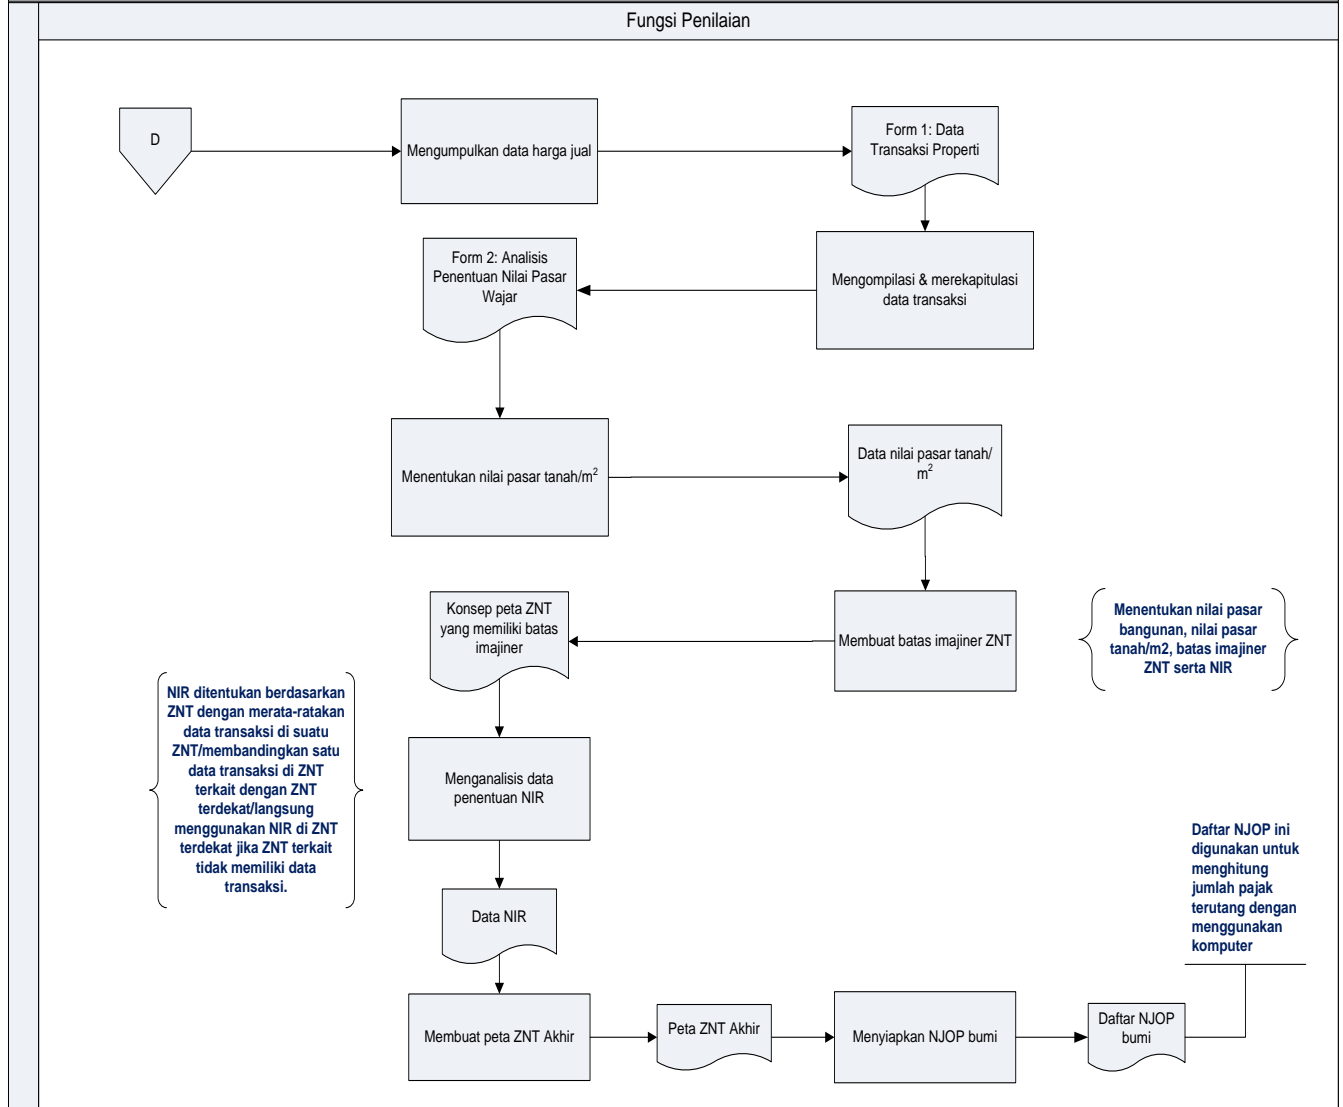 Fungsi Penilaian
D
Mengumpulkan data harga jual
Form 1: Data
Transaksi Properti
Form 2: Analisis
Penentuan Nilai Pasar
Wajar
Mengompilasi & merekapitulasi
data transaksi
Menentukan nilai pasar tanah/m²
Data nilai pasar tanah/
m²
Konsep peta ZNT
yang memiliki batas
imajiner
Membuat batas imajiner ZNT
Menentukan nilai pasar
bangunan, nilai pasar
tanah/m2, batas imajiner
ZNT serta NIR
NIR ditentukan berdasarkan
ZNT dengan merata-ratakan
data transaksi di suatu
ZNT/membandingkan satu
data transaksi di ZNT
terkait dengan ZNT
terdekat/langsung
menggunakan NIR di ZNT
terdekat jika ZNT terkait
tidak memiliki data
transaksi.
Menganalisis data
penentuan NIR
Data NIR
Daftar NJOP ini
digunakan untuk
menghitung
jumlah pajak
terutang dengan
menggunakan
komputer
Membuat peta ZNT Akhir
Peta ZNT Akhir
Menyiapkan NJOP bumi
Daftar NJOP
bumi